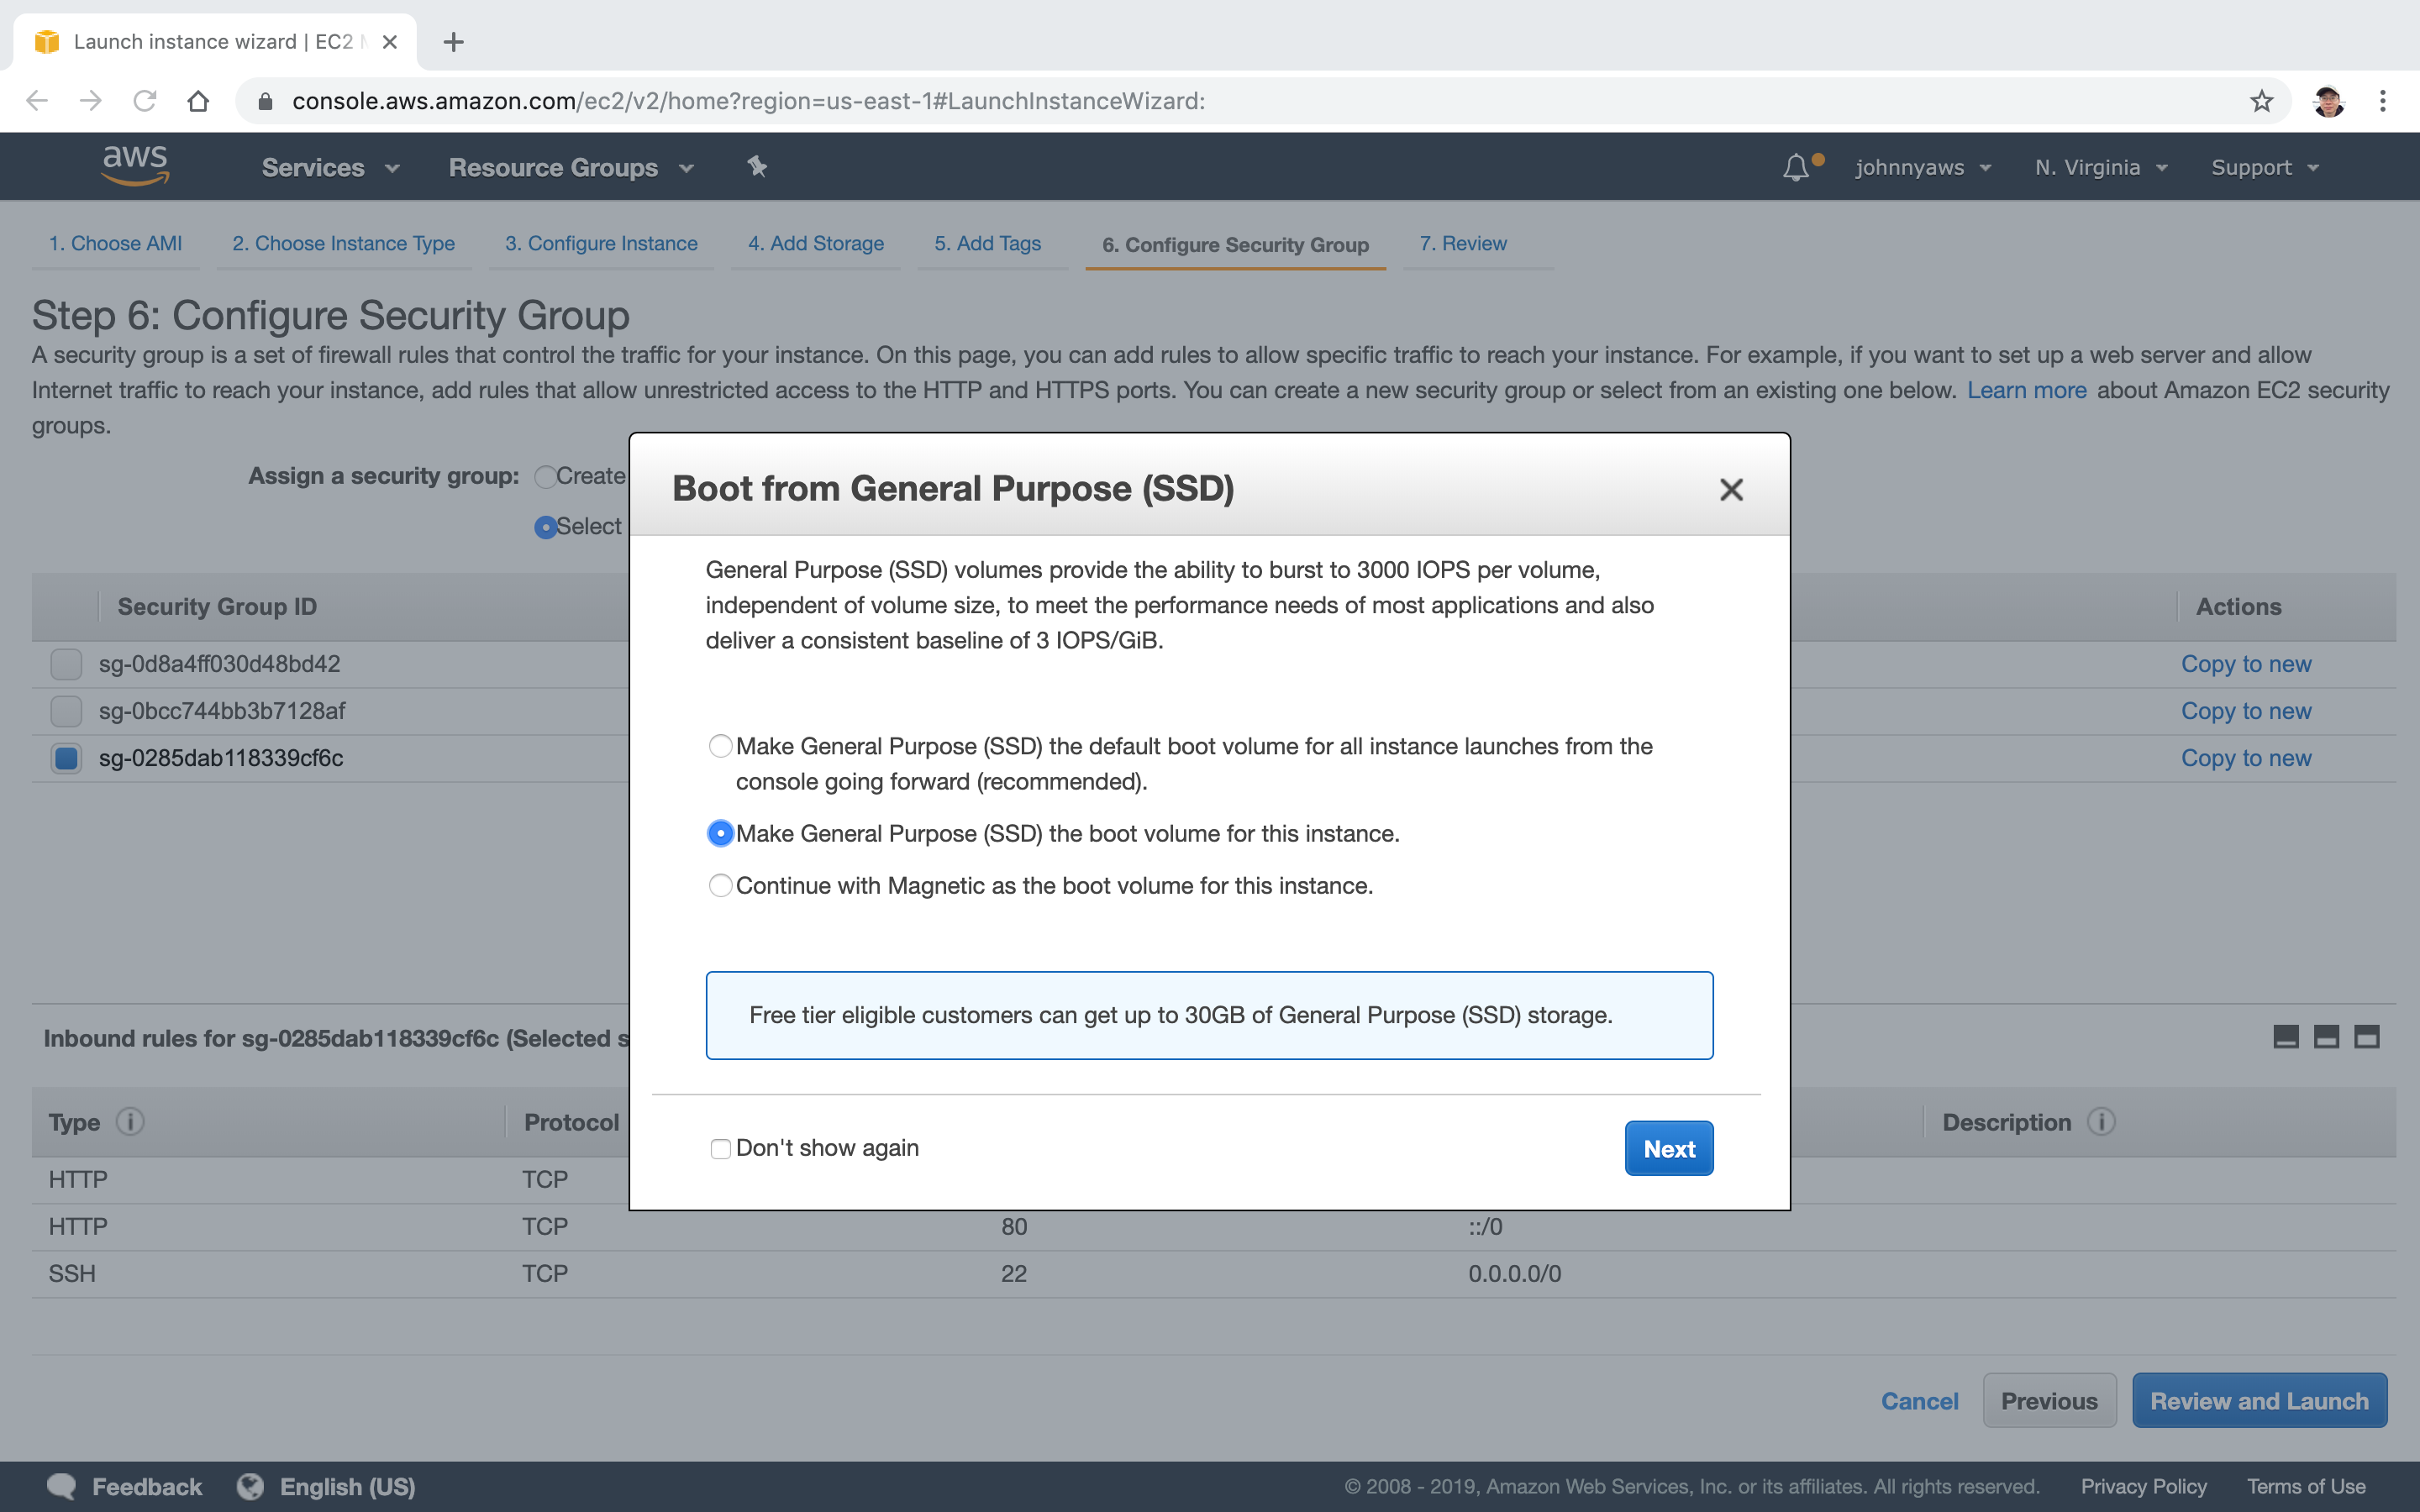 Launch instance wizard | EC2
console.aws.amazon.com/ec2/v2/home?region=us-east-1#LaunchInstanceWizard:
aws
Services
Resource Groups
johnnyaws
N. Virginia
Support
1. Choose AMI
2. Choose Instance Type
3. Configure Instance
4. Add Storage
5. Add Tags
6. Configure Security Group
7. Review
Step 6: Configure Security Group
A security group is a set of firewall rules that control the traffic for your instance. On this page, you can add rules to allow specific traffic to reach your instance. For example, if you want to set up a web server and allow
Internet traffic to reach your instance, add rules that allow unrestricted access to the HTTP and HTTPS ports. You can create a new security group or select from an existing one below. Learn more about Amazon EC2 security
groups.
Assign a security group:
Create
Select
Security Group ID
Actions
sg-0d8a4ff030d48bd42
Copy to new
sg-0bcc744bb3b7128af
Copy to new
sg-0285dab118339cf6c
Copy to new
Boot from General Purpose (SSD)
General Purpose (SSD) volumes provide the ability to burst to 3000 IOPS per volume,
independent of volume size, to meet the performance needs of most applications and also
deliver a consistent baseline of 3 IOPS/GiB.
Make General Purpose (SSD) the default boot volume for all instance launches from the
console going forward (recommended).
Make General Purpose (SSD) the boot volume for this instance.
Continue with Magnetic as the boot volume for this instance.
Free tier eligible customers can get up to 30GB of General Purpose (SSD) storage.
Don't show again
Next
Inbound rules for sg-0285dab118339cf6c (Selected s
Type
Protocol
Description
HTTP
TCP
HTTP
TCP
80
::/0
SSH
TCP
22
0.0.0.0/0
Cancel
Previous
Review and Launch
Feedback
English (US)
© 2008 - 2019, Amazon Web Services, Inc. or its affiliates. All rights reserved.
Privacy Policy
Terms of Use